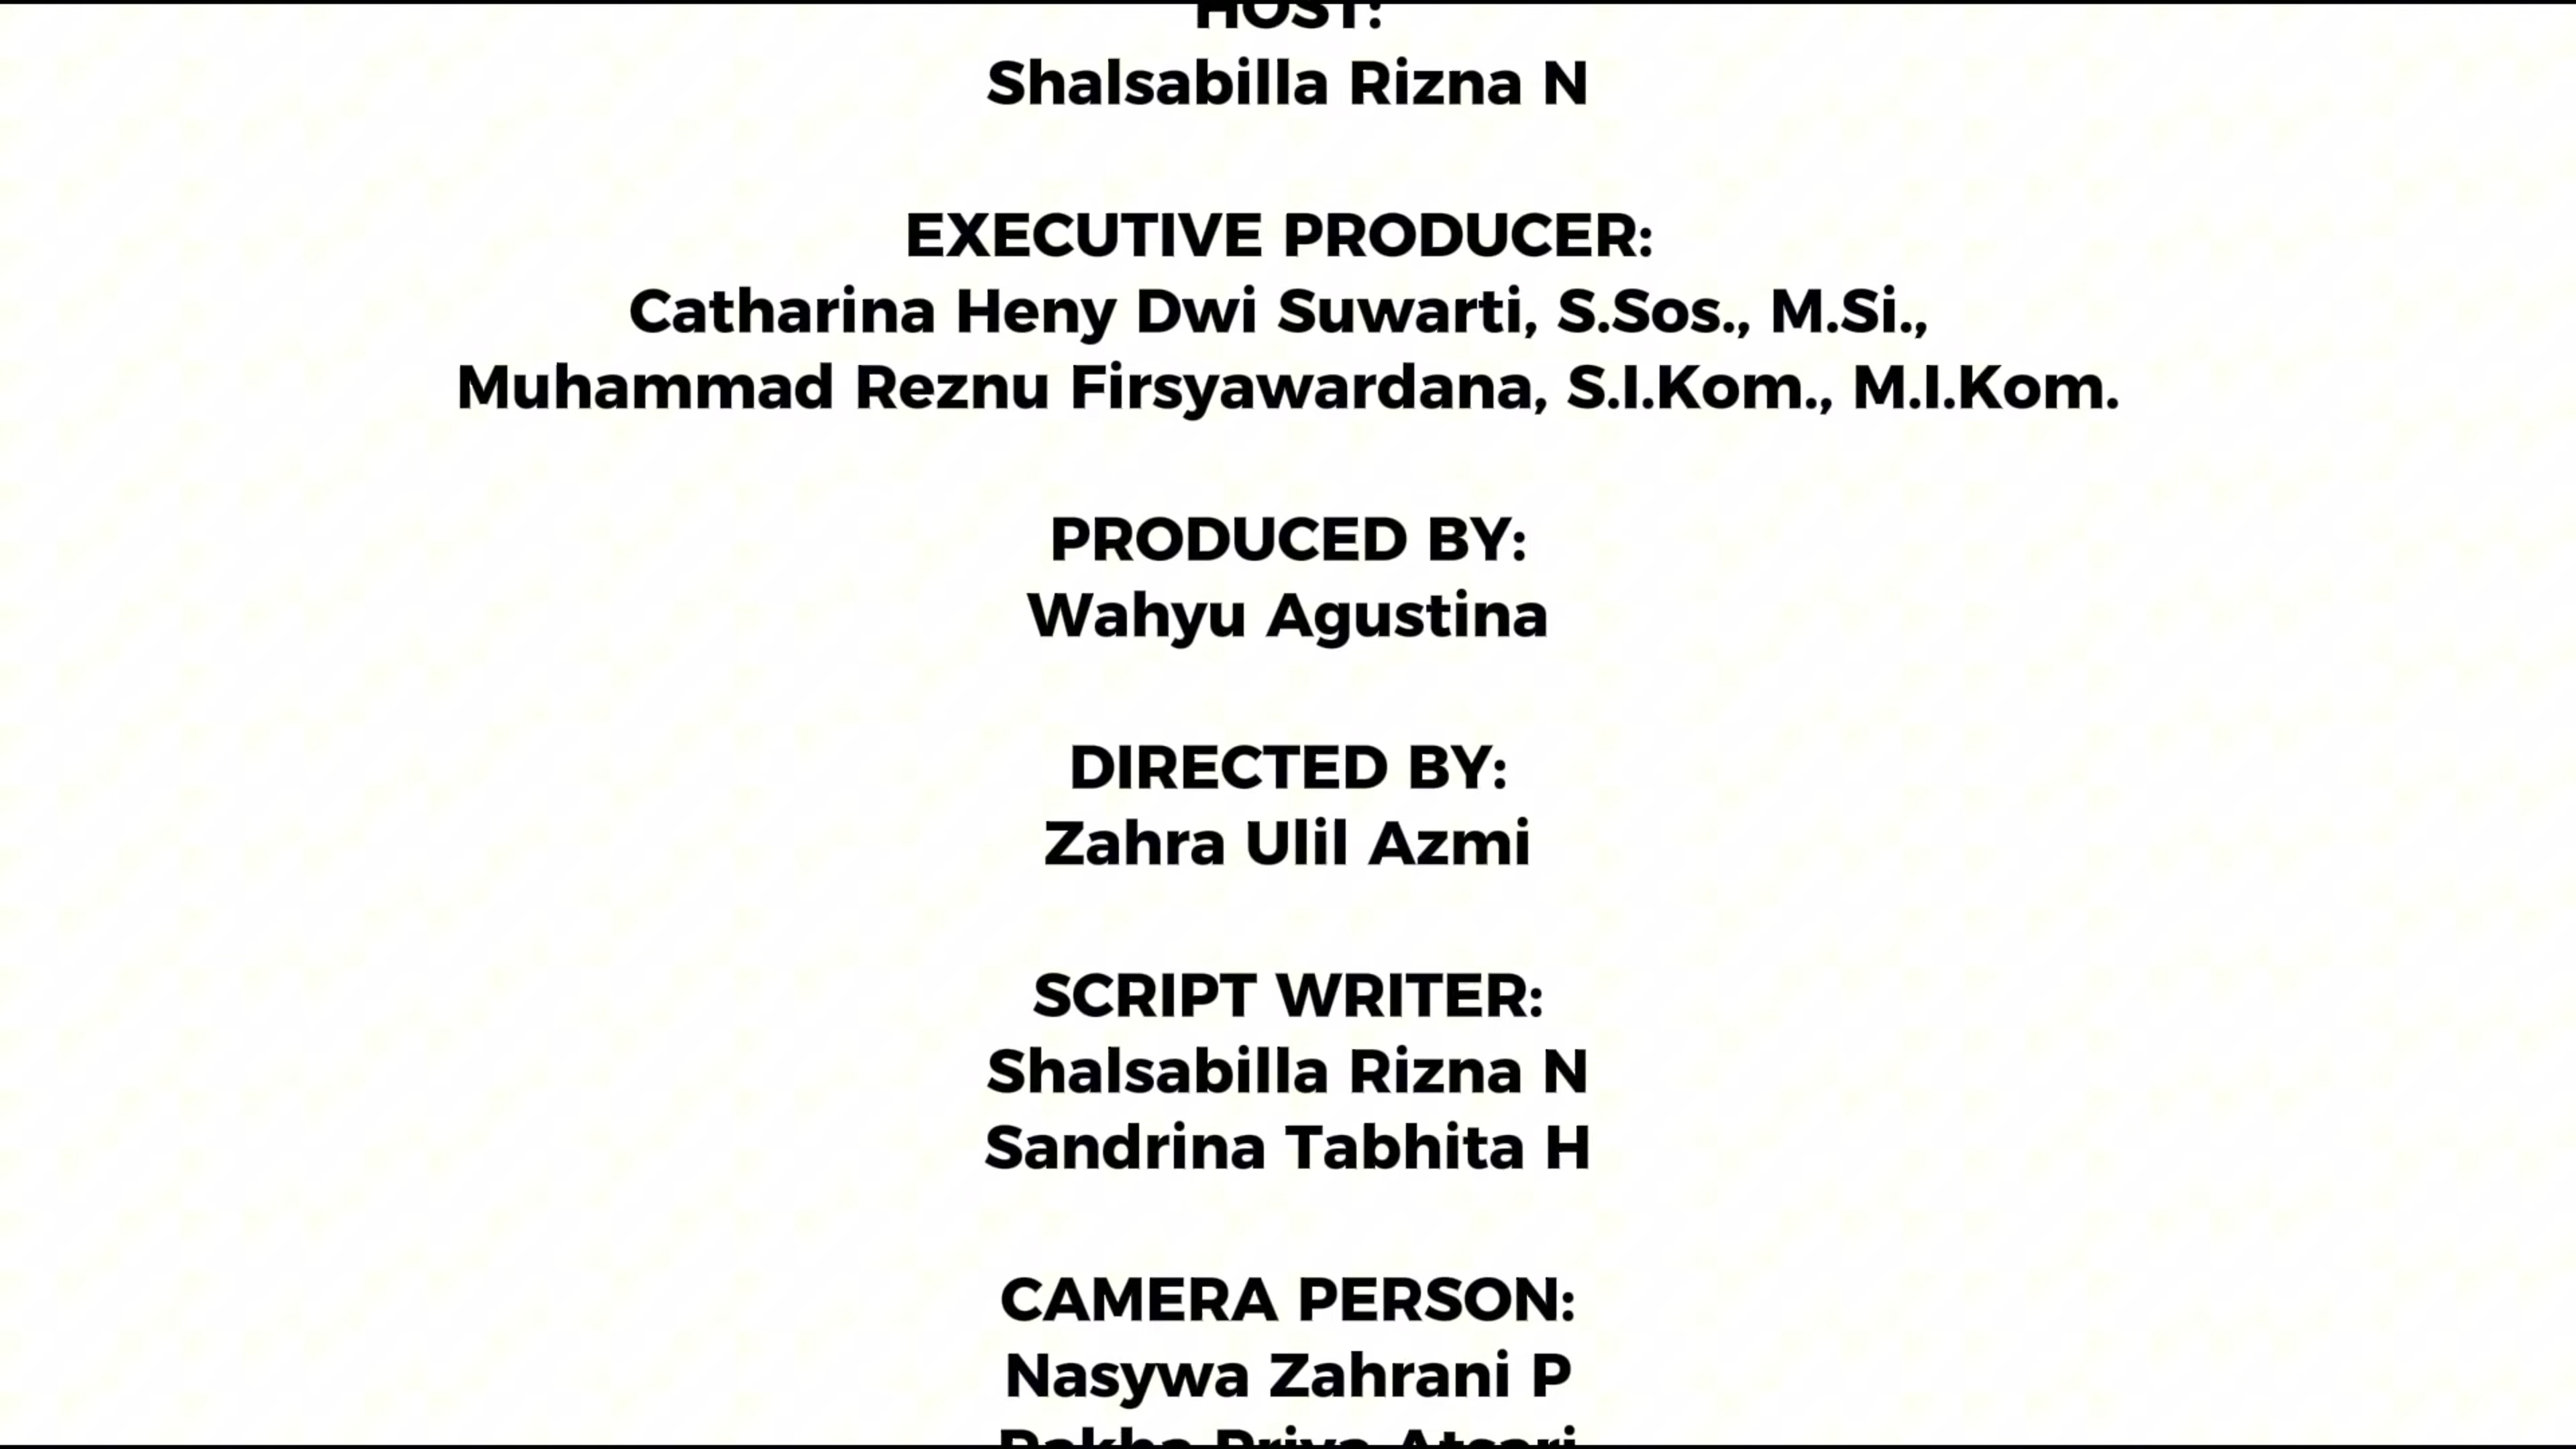 HOST:
Shalsabilla Rizna N
EXECUTIVE PRODUCER:
Catharina Heny Dwi Suwarti, S.Sos., M.Si.,
Muhammad Reznu Firsyawardana, S.I.Kom., M.I.Kom.
PRODUCED BY:
Wahyu Agustina
DIRECTED BY:
Zahra Ulil Azmi
SCRIPT WRITER:
Shalsabilla Rizna N
Sandrina Tabhita H
CAMERA PERSON:
Nasywa Zahrani P